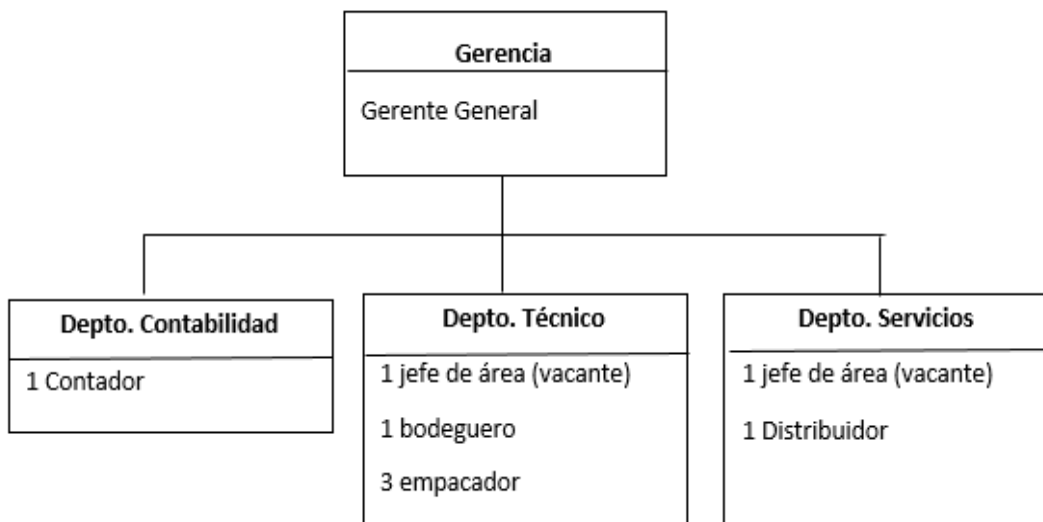 Gerencia
Gerente General
Depto. Contabilidad
1 Contador
Depto. Técnico
1 jefe de área (vacante)
1 bodeguero
3 empacador
Depto. Servicios
1 jefe de área (vacante)
1 Distribuidor